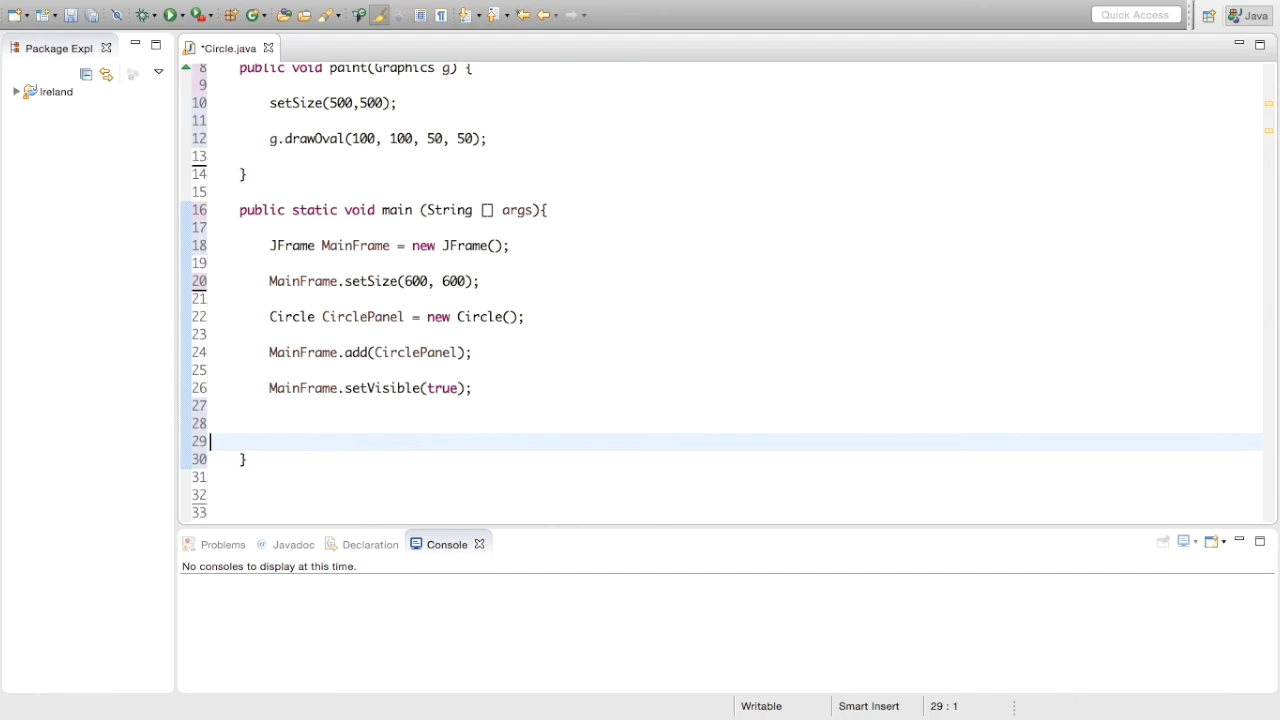 Quick Access
Java
Package Expl
*Circle.java
Ireland
8 public void paint(Graphics g) {
9
10 setSize(500,500);
11
12 g.drawOval(100, 100, 50, 50);
13
14 }
15
16 public static void main (String [] args){
17
18 JFrame MainFrame = new JFrame();
19
20 MainFrame.setSize(600, 600);
21
22 Circle CirclePanel = new Circle();
23
24 MainFrame.add(CirclePanel);
25
26 MainFrame.setVisible(true);
27
28
29
30 }
31
32
33
Problems @ Javadoc Declaration Console
No consoles to display at this time.
Writable Smart Insert 29 : 1